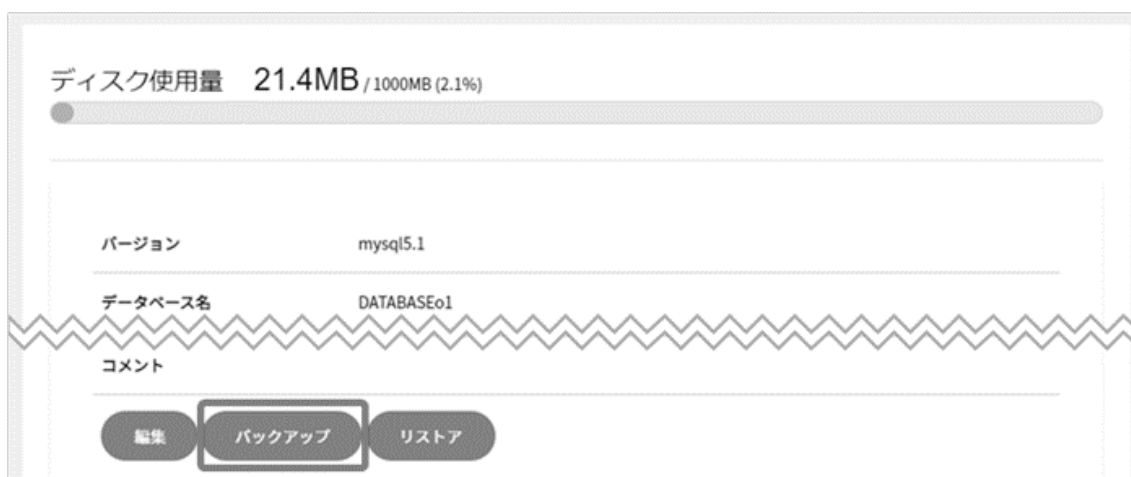 ディスク使用量 21.4MB / 1000MB (2.1%)
バージョン mysql5.1
データベース名 DATABASEo1
コメント
編集 バックアップ リストア